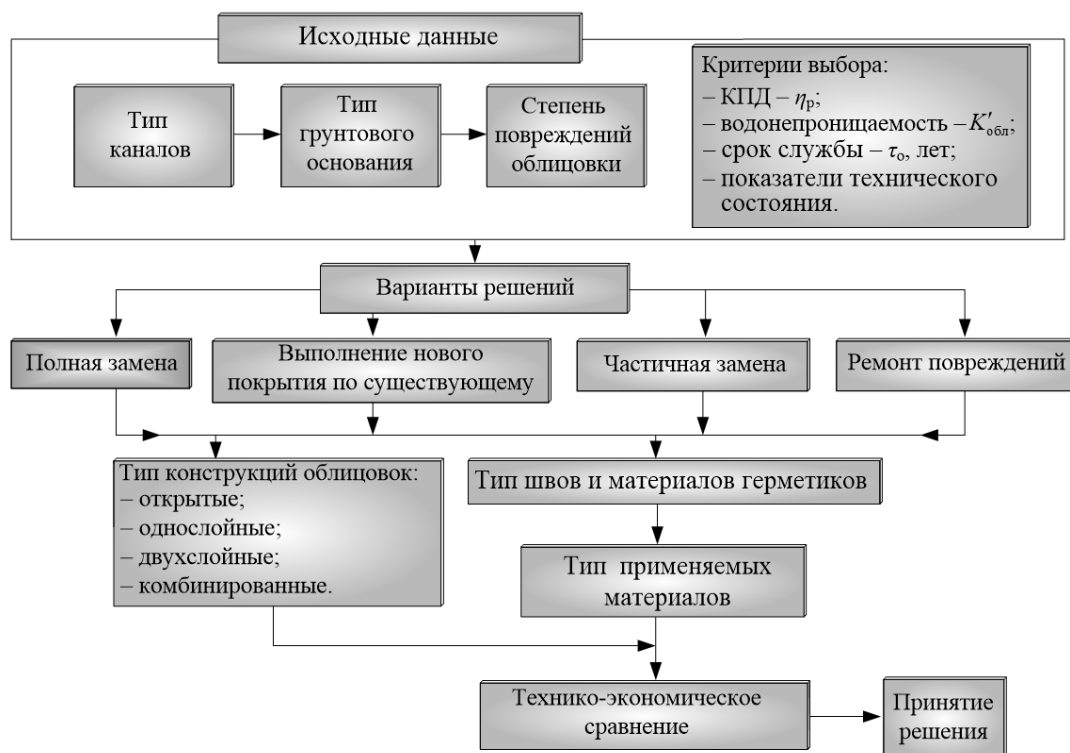 Исходные данные
Тип
каналов
Тип
грунтового
основания
Степень
повреждений
облицовки
Критерии выбора:
– КПД – ηр;
– водонепроницаемость – K′обл;
– срок службы – τо, лет;
– показатели технического
состояния.
Варианты решений
Полная замена
Выполнение нового
покрытия по существующему
Частичная замена
Ремонт повреждений
Тип конструкций облицовок:
– открытые;
– однослойные;
– двухслойные;
– комбинированные.
Тип швов и материалов герметиков
Тип применяемых
материалов
Технико-экономическое
сравнение
Принятие
решения